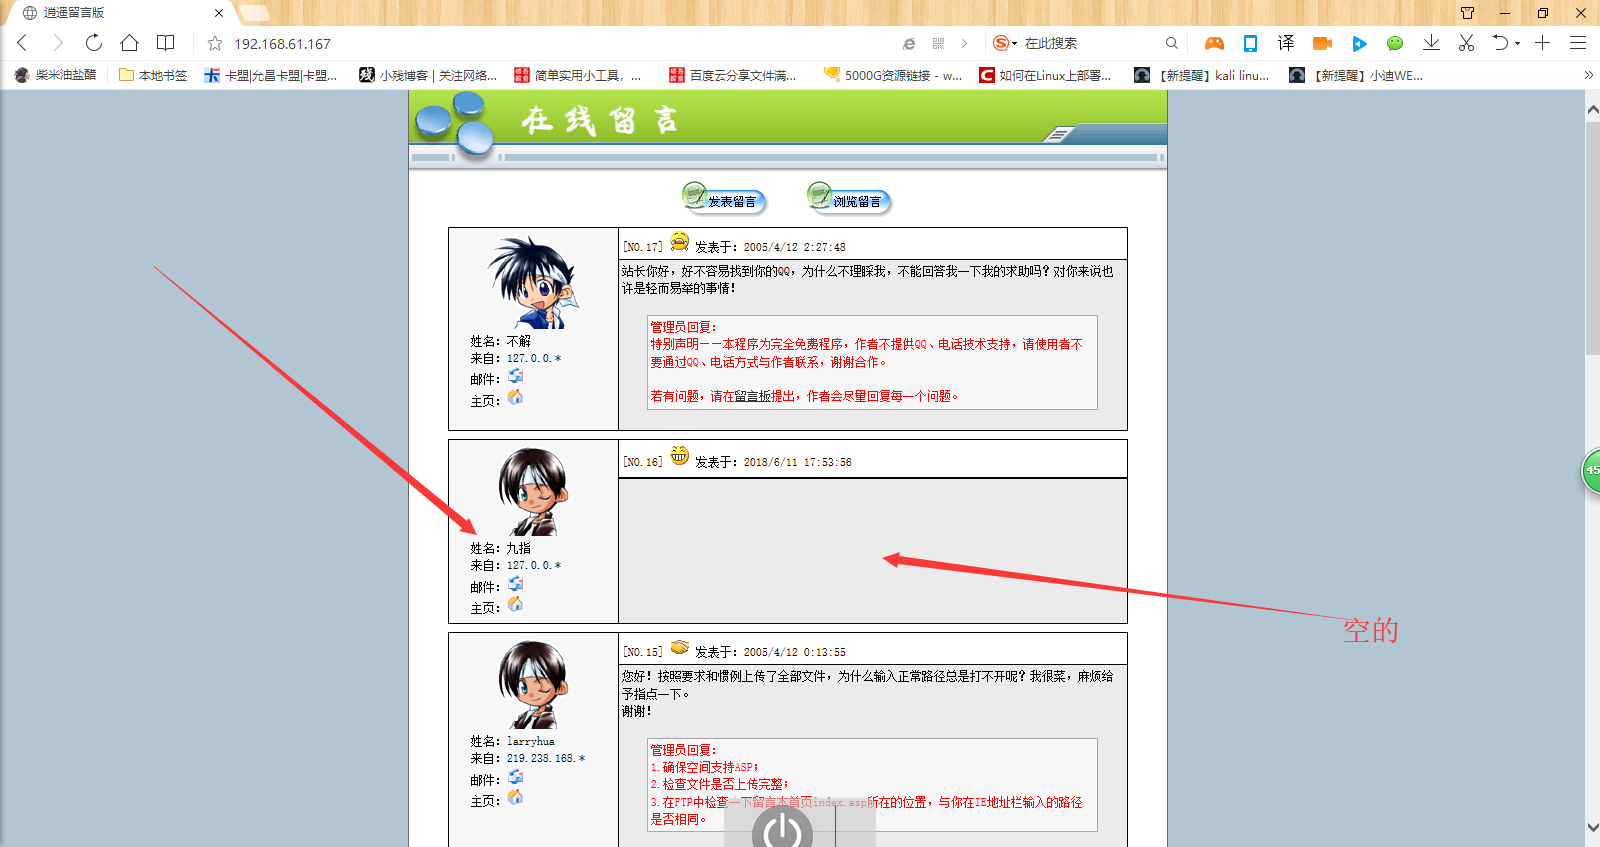 逍遥留言版
192.168.61.167
在此搜索
译
柴米油盐醋
本地书签
卡盟|允昌卡盟|卡盟...
小残博客 | 关注网络...
简单实用小工具，...
百度云分享文件满...
5000G资源链接 - w...
如何在Linux上部署...
【新提醒】kali linu...
【新提醒】小迪WE...
在线留言
发表留言
浏览留言
[NO.17] 发表于：2005/4/12 2:27:48
站长你好，好不容易找到你的QQ，为什么不理睬我，不能回答我一下我的求助吗？对你来说也
许是轻而易举的事情！
管理员回复：
特别声明－－本程序为完全免费程序，作者不提供QQ、电话技术支持，请使用者不
要通过QQ、电话方式与作者联系，谢谢合作。
若有问题，请在留言板提出，作者会尽量回复每一个问题。
姓名：不解
来自：127.0.0.*
邮件：
主页：
[NO.16] 发表于：2018/6/11 17:53:56
姓名：九指
来自：127.0.0.*
邮件：
主页：
空的
45
[NO.15] 发表于：2005/4/12 0:13:55
您好！按照要求和惯例上传了全部文件，为什么输入正常路径总是打不开呢？我很菜，麻烦给
予指点一下。
谢谢！
姓名：larryhua
来自：219.238.168.*
邮件：
主页：
管理员回复：
1.确保空间支持ASP；
2.检查文件是否上传完整；
3.在FTP中检查一下留言本首页index.asp所在的位置，与你在IE地址栏输入的路径
是否相同。